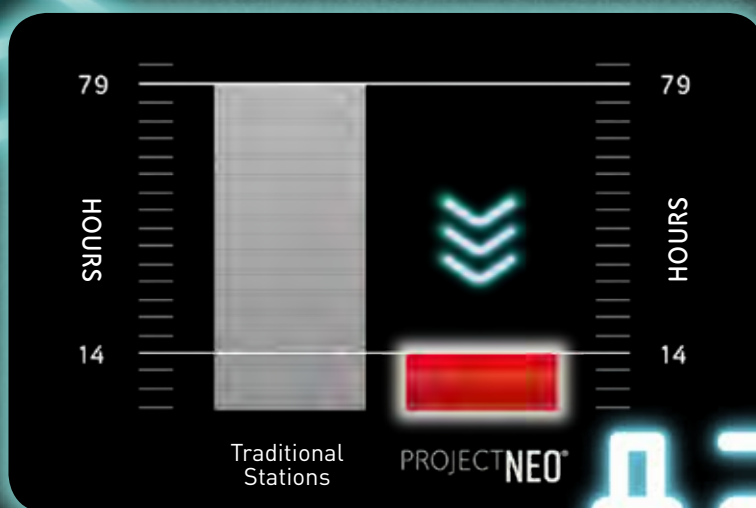 79
79
HOURS
HOURS
14
14
Traditional
Stations
PROJECTNEO®